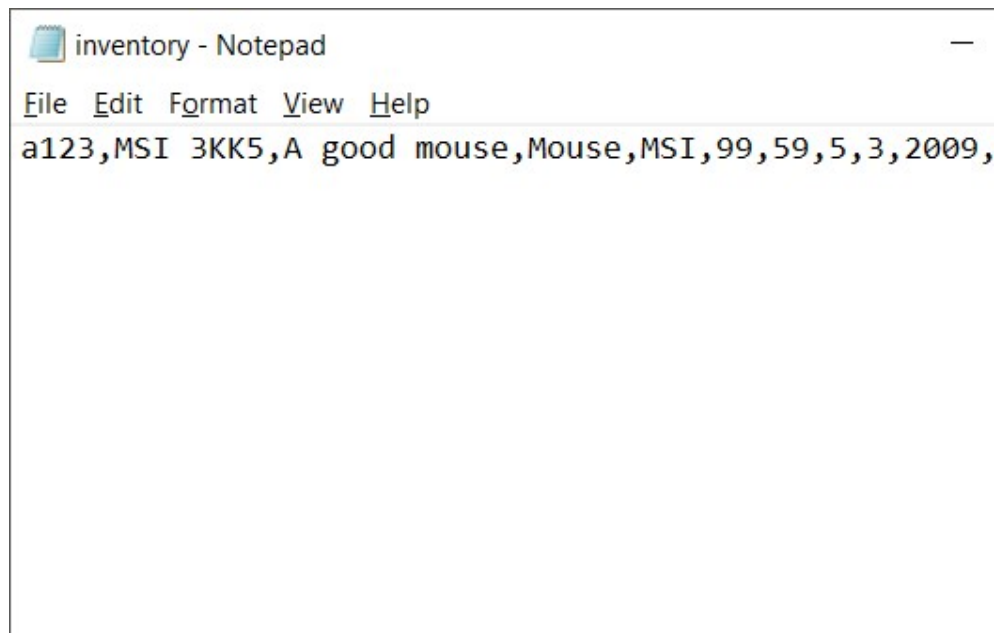 inventory - Notepad
File Edit Format View Help
a123,MSI 3KK5,A good mouse,Mouse,MSI,99,59,5,3,2009,